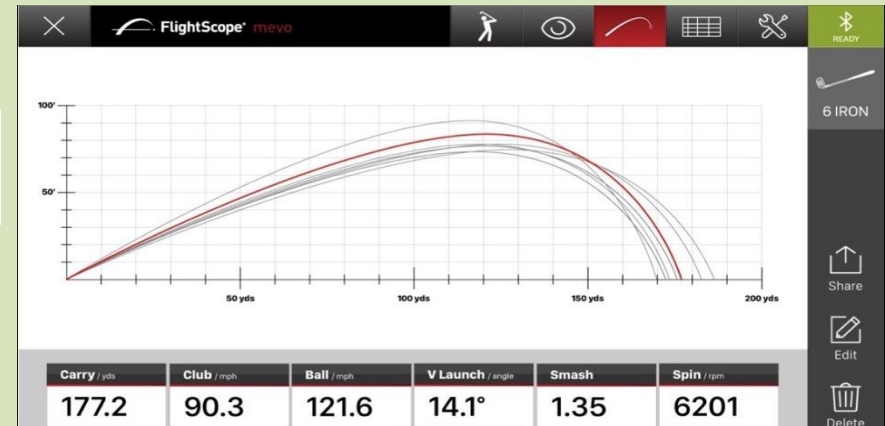 FlightScope mevo
READY
6 IRON
100'
50'
50 yds
100 yds
150 yds
200 yds
Share
Edit
Delete
Carry / yds
Club / mph
Ball / mph
V Launch / angle
Smash
Spin / rpm
177.2
90.3
121.6
14.1°
1.35
6201